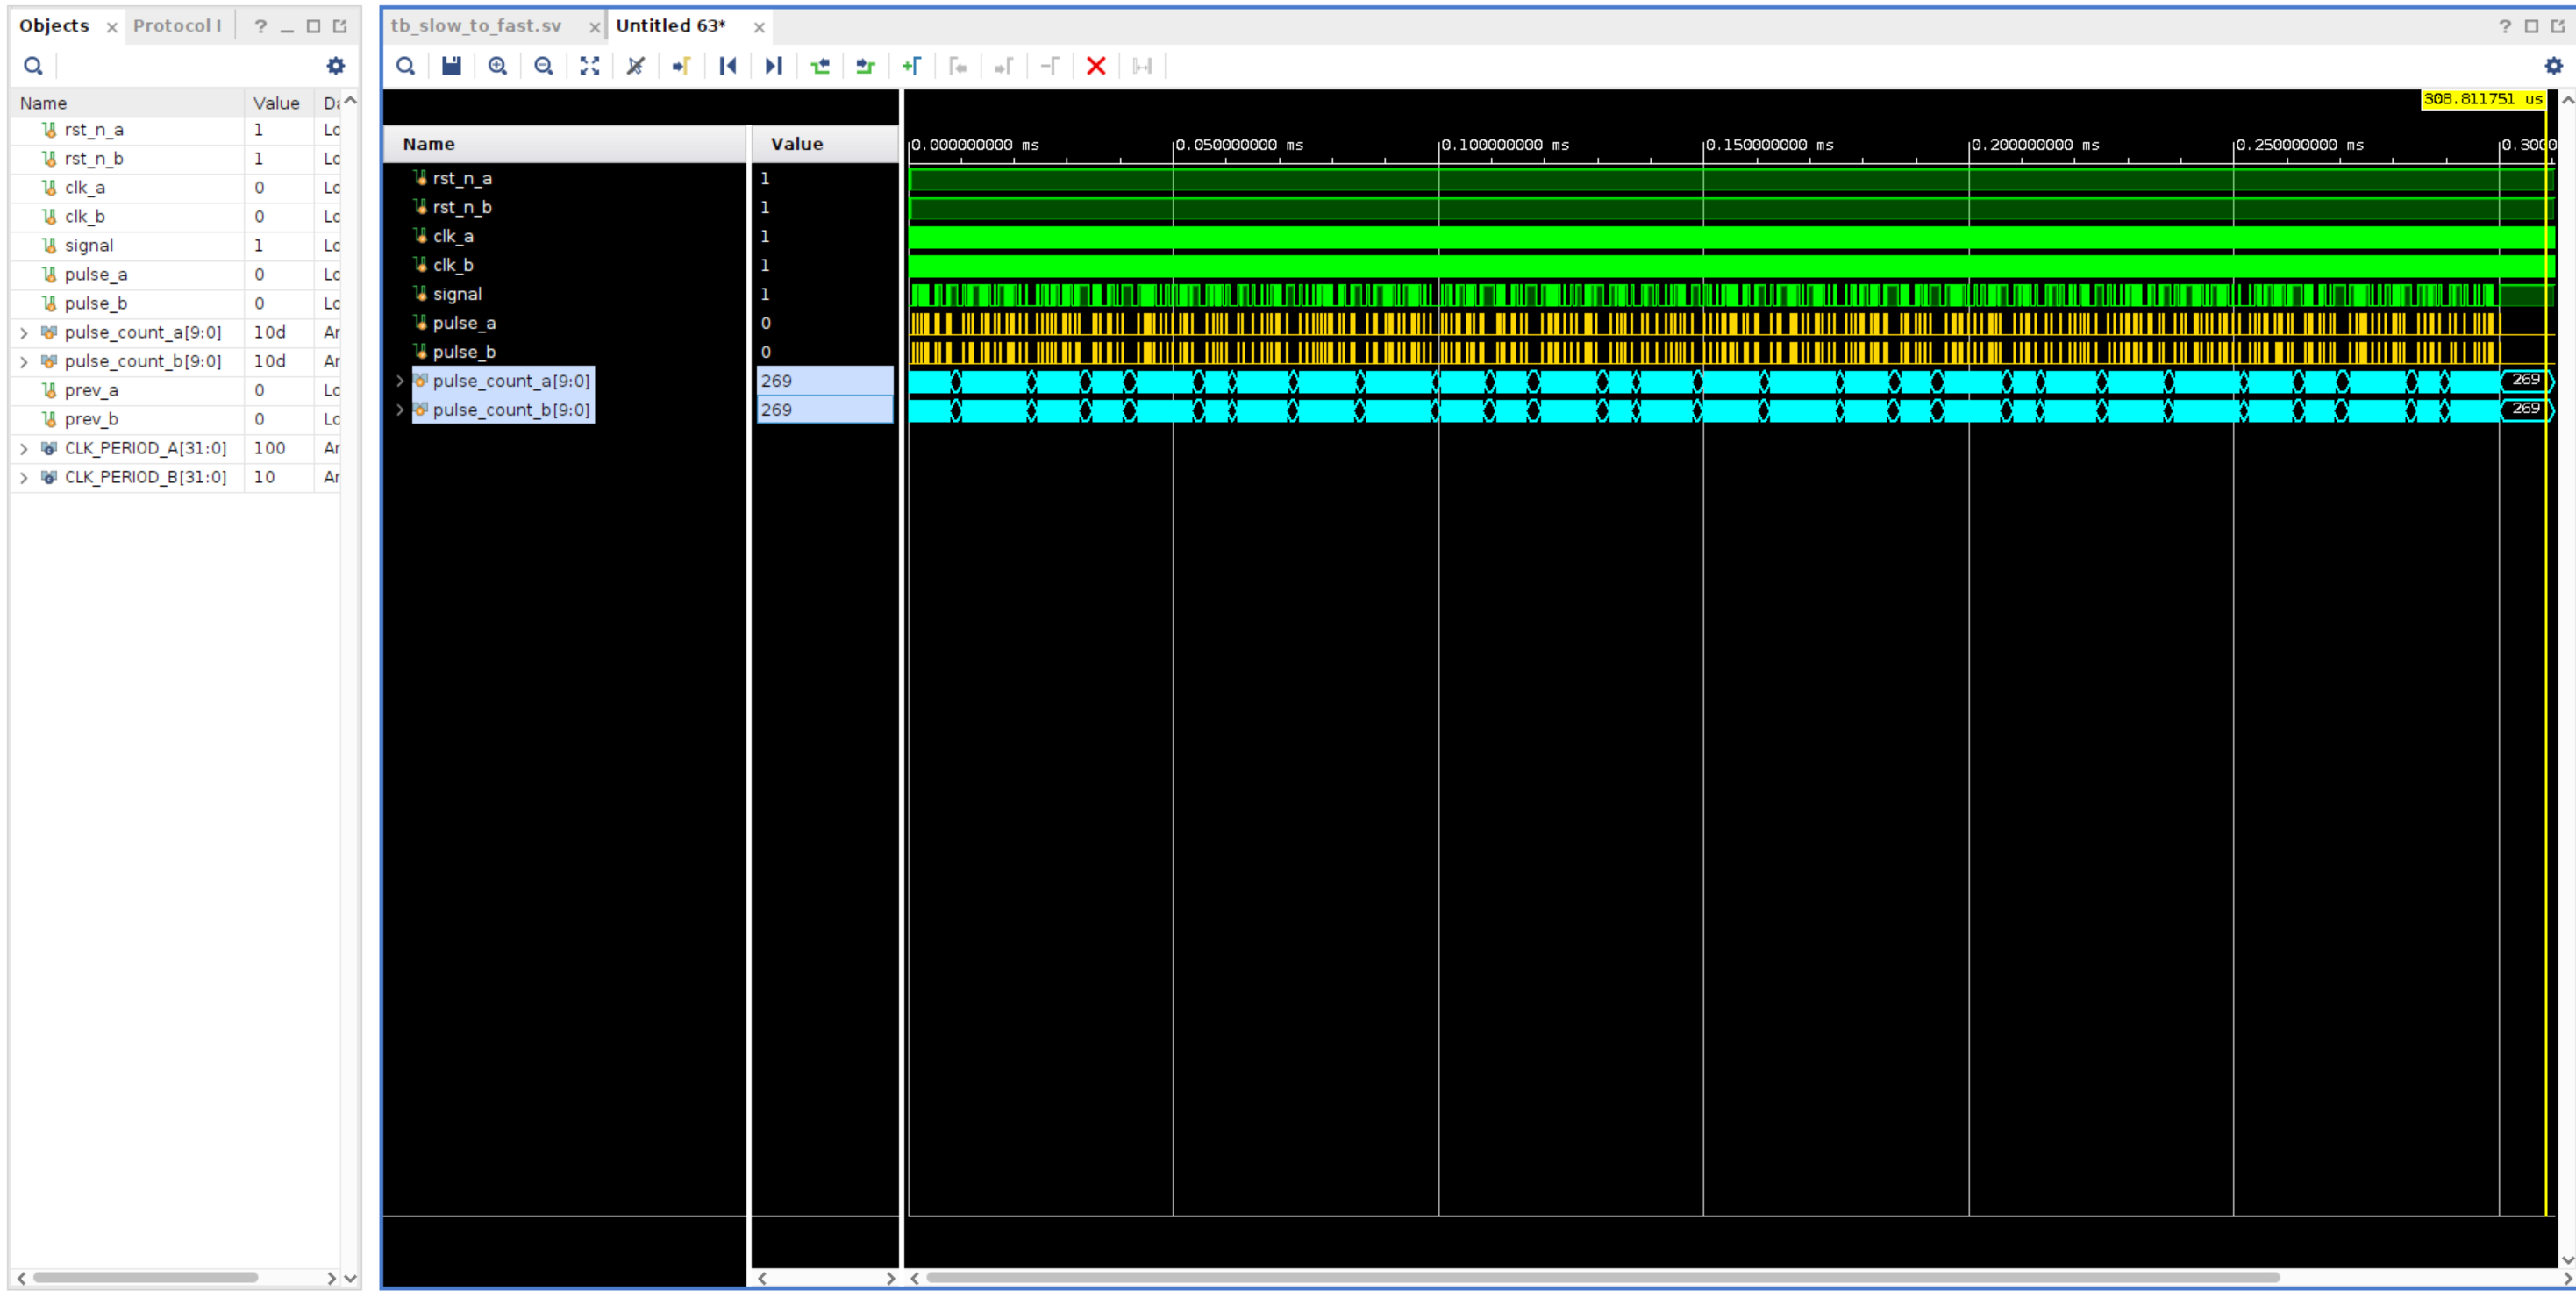 Objects × Protocol I ?
Name Value Da
rst_n_a 1 Lo
rst_n_b 1 Lo
clk_a 0 Lo
clk_b 0 Lo
signal 1 Lo
pulse_a 0 Lo
pulse_b 0 Lo
pulse_count_a[9:0] 10d Ar
pulse_count_b[9:0] 10d Ar
prev_a 0 Lo
prev_b 0 Lo
CLK_PERIOD_A[31:0] 100 Ar
CLK_PERIOD_B[31:0] 10 Ar
tb_slow_to_fast.sv × Untitled 63* × ?
308.811751 us
Name Value
0.000000000 ms 0.050000000 ms 0.100000000 ms 0.150000000 ms 0.200000000 ms 0.250000000 ms 0.3000
rst_n_a 1
rst_n_b 1
clk_a 1
clk_b 1
signal 1
pulse_a 0
pulse_b 0
pulse_count_a[9:0] 269 269
pulse_count_b[9:0] 269 269